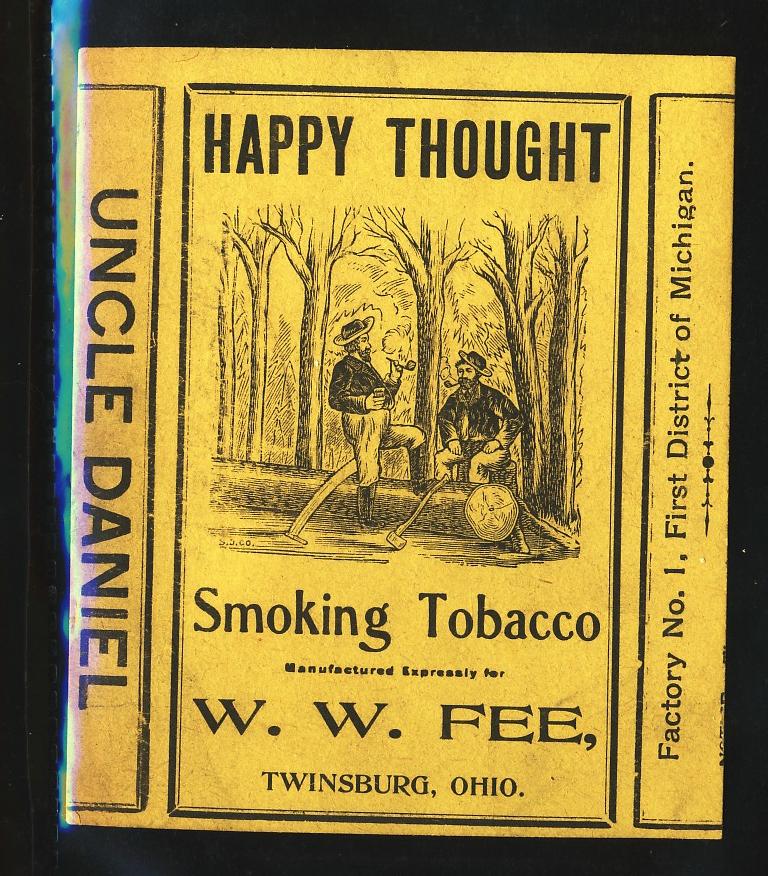 UNCLE DANIEL
HAPPY THOUGHT
S.J.CO.
Smoking Tobacco
Manufactured Expressly for
W. W. FEE,
TWINSBURG, OHIO.
Factory No. 1, First District of Michigan.